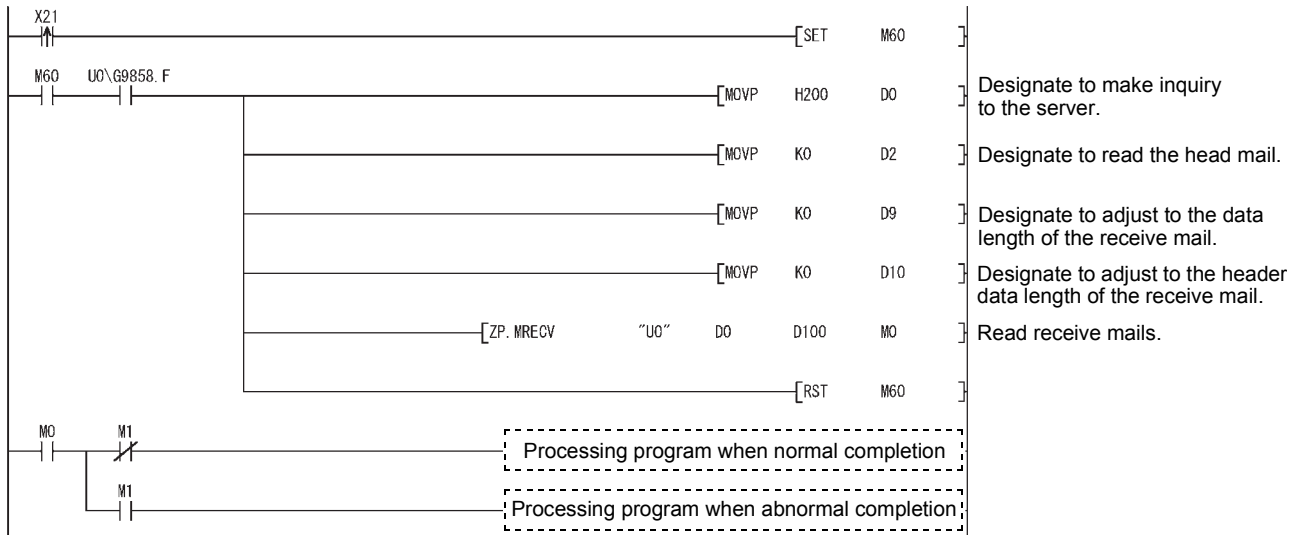 X21
SET M60
M60 U0\G9858.F
MOVP H200 D0
Designate to make inquiry
to the server.
MOVP K0 D2
Designate to read the head mail.
MOVP K0 D9
Designate to adjust to the data
length of the receive mail.
MOVP K0 D10
Designate to adjust to the header
data length of the receive mail.
ZP.MRECV "U0" D0 D100 M0
Read receive mails.
RST M60
M0 M1
Processing program when normal completion
M1
Processing program when abnormal completion